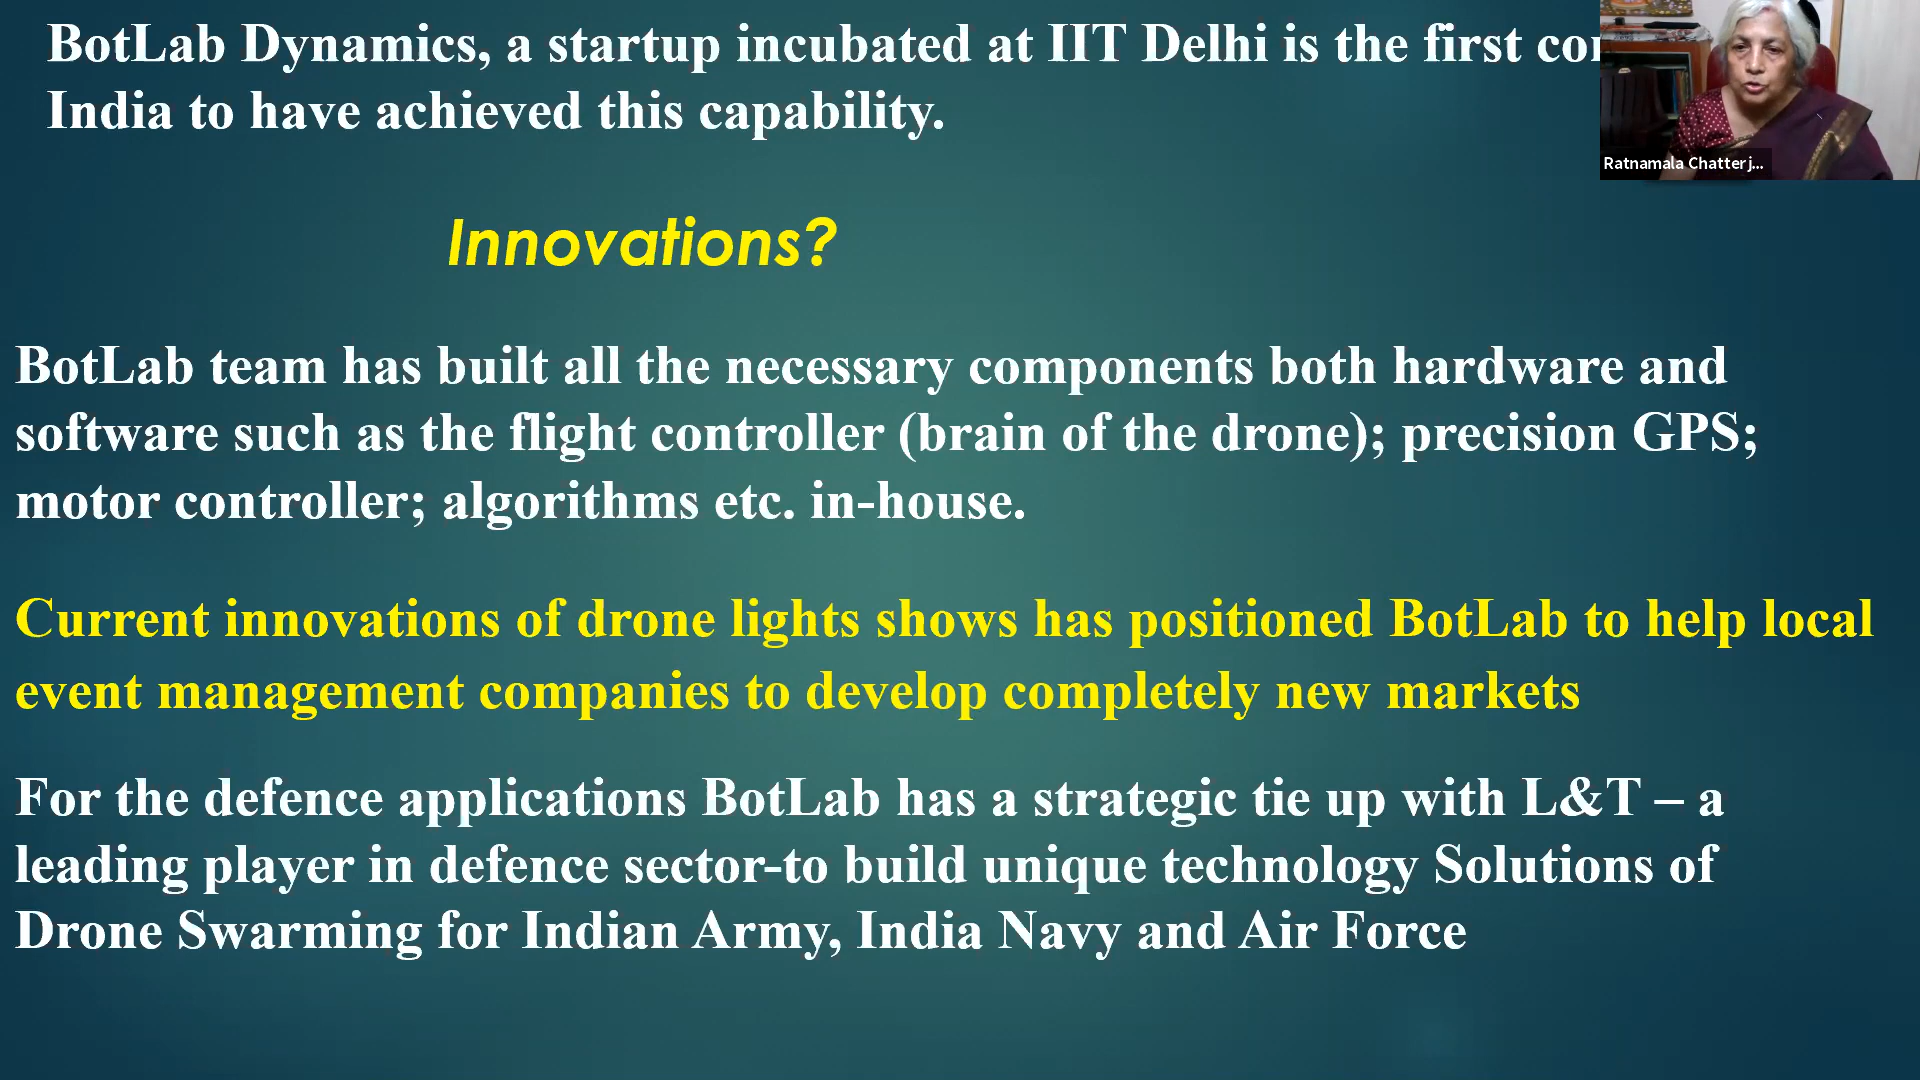 BotLab Dynamics, a startup incubated at IIT Delhi is the first
India to have achieved this capability.
Ratnamala Chatterj...
Innovations?
BotLab team has built all the necessary components both hardware and
software such as the flight controller (brain of the drone); precision GPS;
motor controller; algorithms etc. in-house.
Current innovations of drone lights shows has positioned BotLab to help local
event management companies to develop completely new markets
For the defence applications BotLab has a strategic tie up with L&T – a
leading player in defence sector-to build unique technology Solutions of
Drone Swarming for Indian Army, India Navy and Air Force